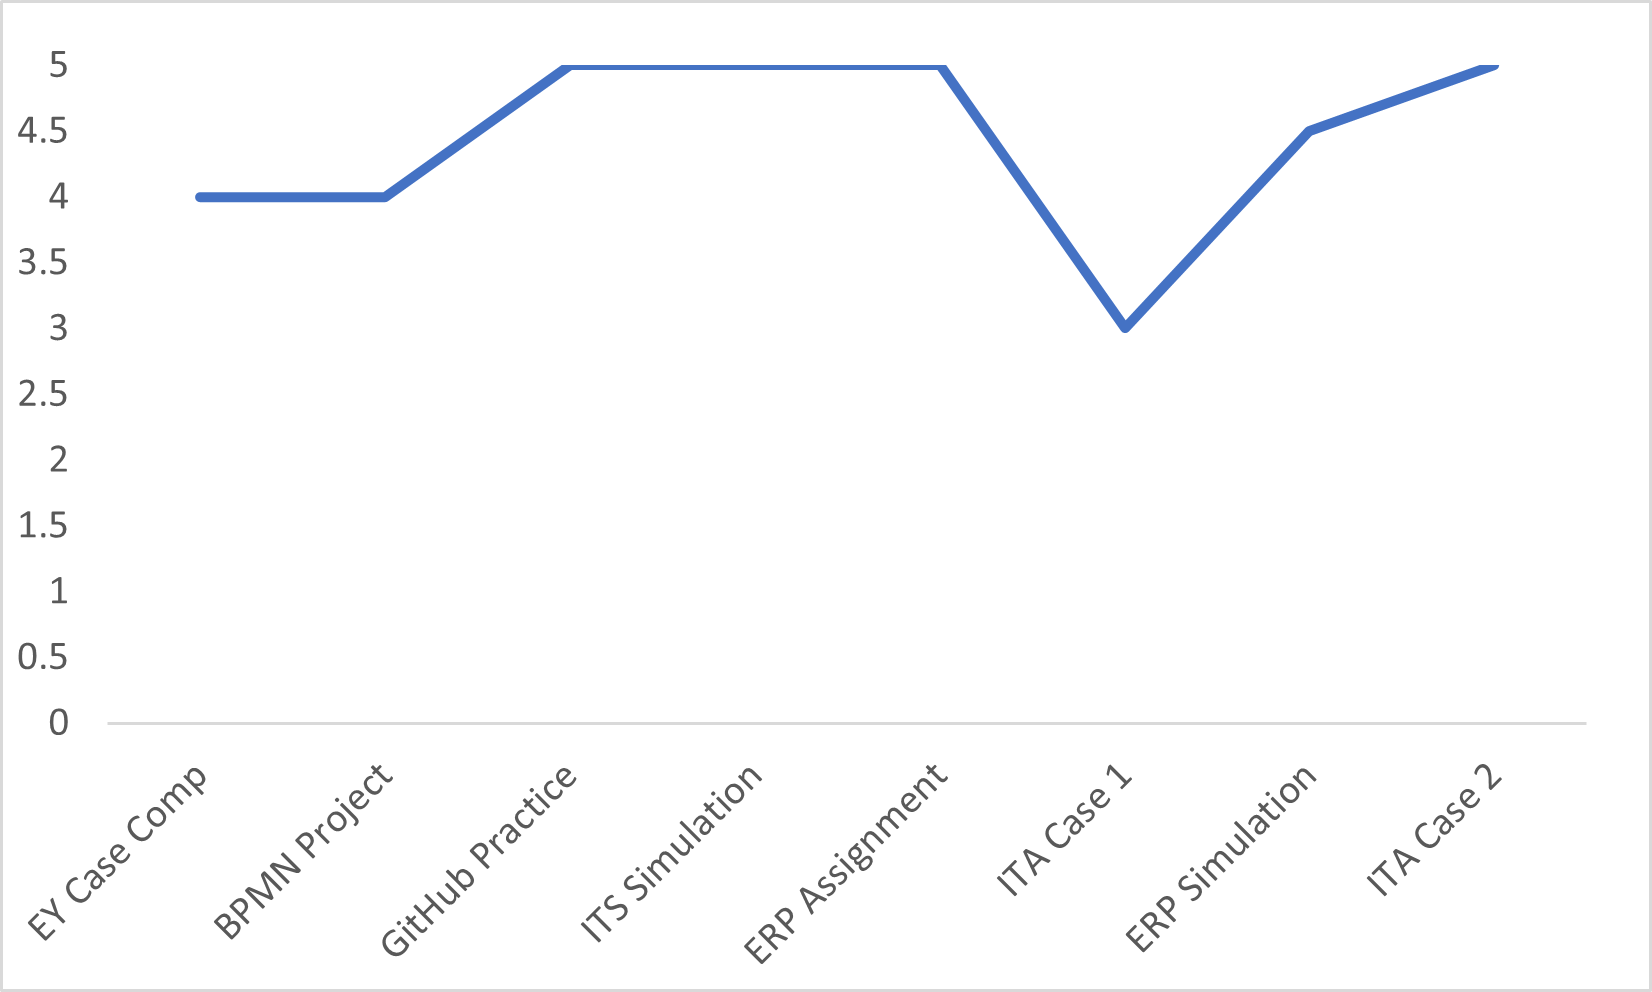 5
4.5
4
3.5
3
2.5
2
1.5
1
0.5
0
EY Case Comp
BPMN Project
GitHub Practice
ITS Simulation
ERP Assignment
ITA Case 1
ERP Simulation
ITA Case 2